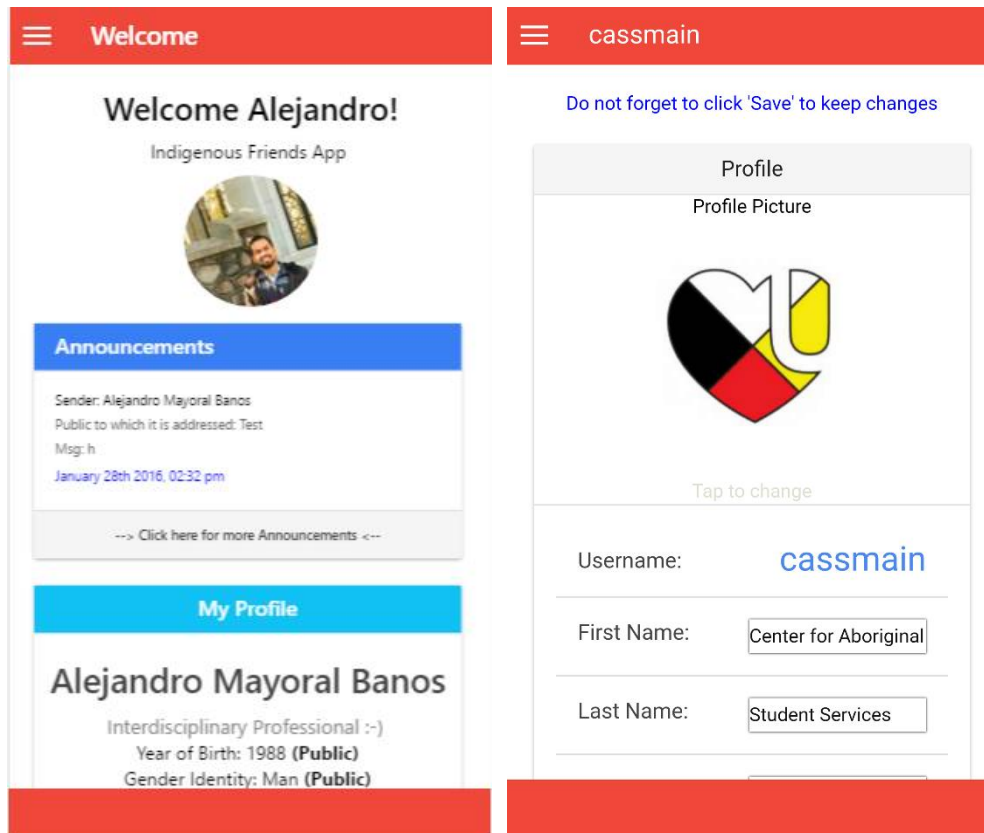 Welcome
Welcome Alejandro!
Indigenous Friends App
Announcements
Sender: Alejandro Mayoral Banos
Public to which it is addressed: Test
Msg: h
January 28th 2016, 02:32 pm
--> Click here for more Announcements <--
My Profile
Alejandro Mayoral Banos
Interdisciplinary Professional :-)
Year of Birth: 1988 (Public)
Gender Identity: Man (Public)
cassmain
Do not forget to click 'Save' to keep changes
Profile
Profile Picture
U
Tap to change
Username: cassmain
First Name: Center for Aboriginal
Last Name: Student Services